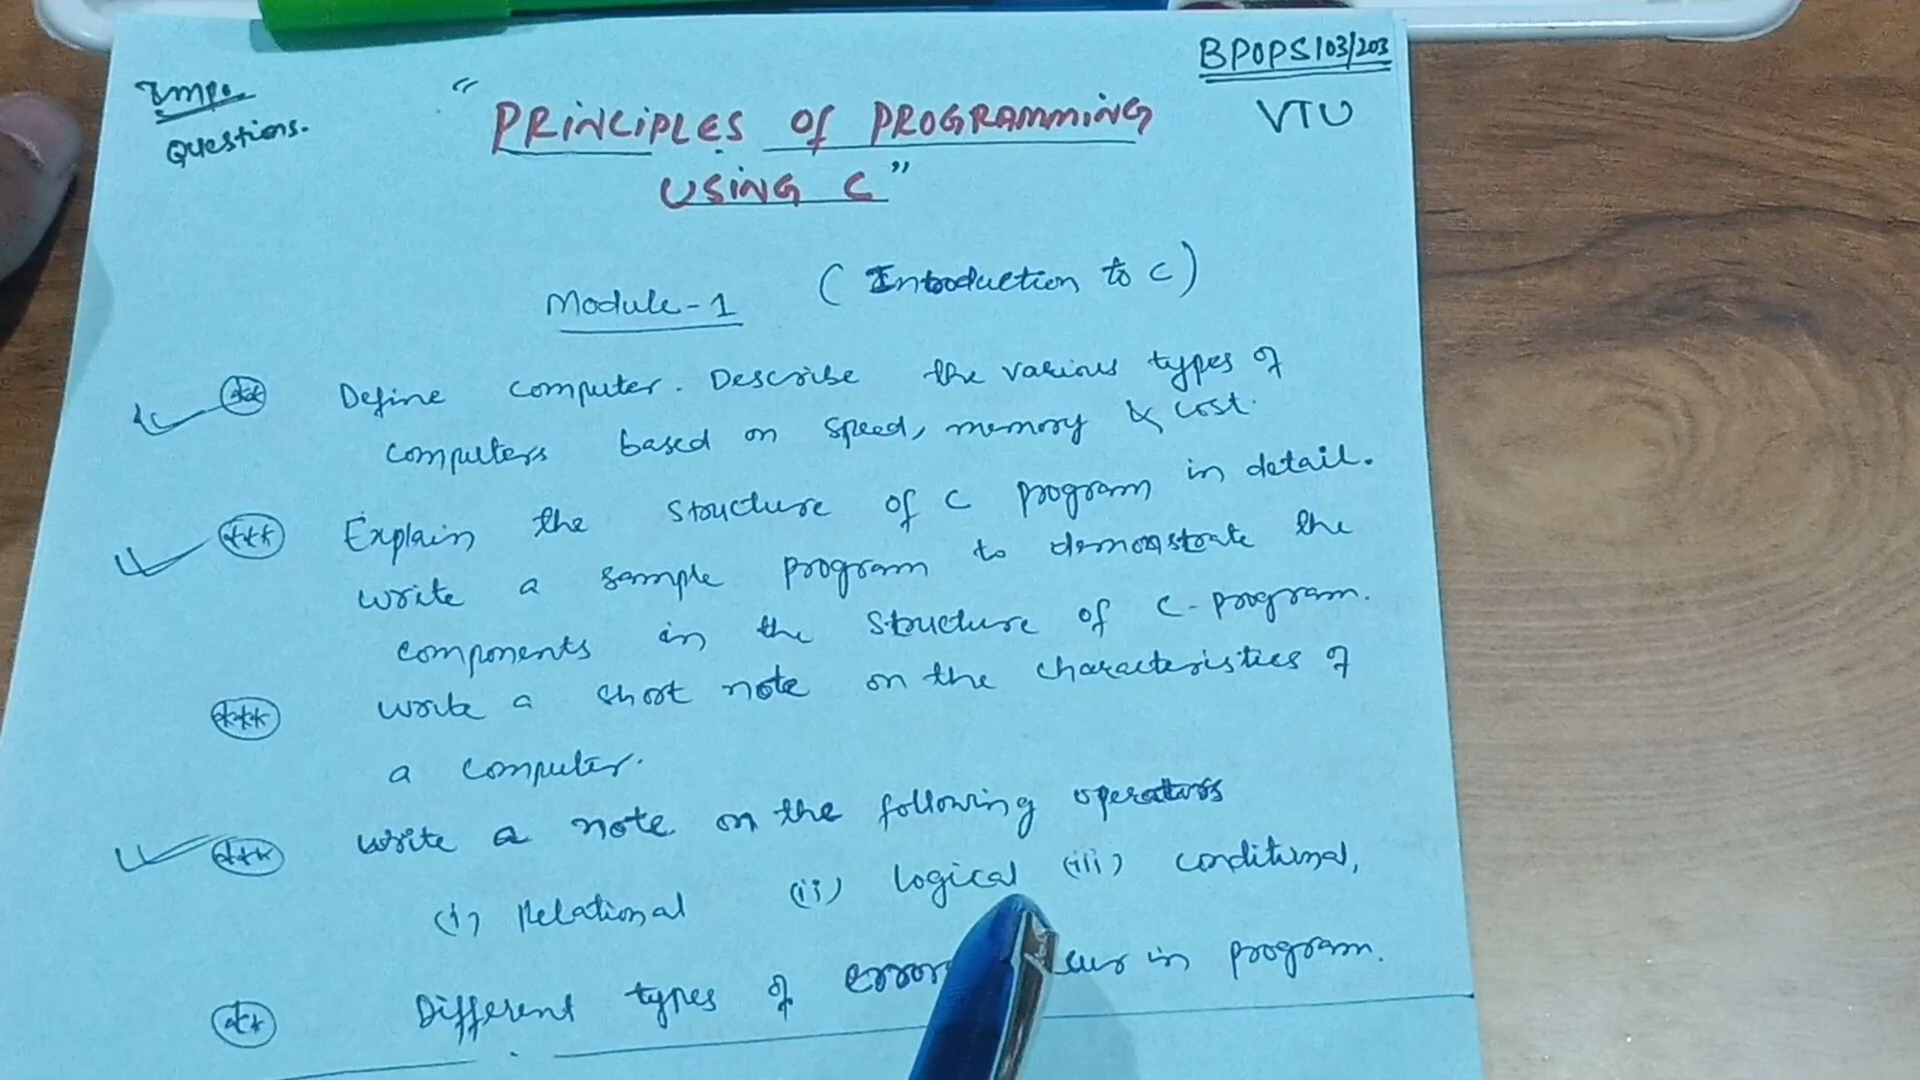 BPOPS103/203
Imp.
Questions.
VTU
"PRINCIPLES OF PROGRAMMING
USING C"
Module-1 (Introduction to C)
** Define computer. Describe the various types of
computers based on speed, memory & cost.
*** Explain the structure of C program in detail.
write a sample program to demonstrate the
components in the structure of C-program.
*** write a short note on the characteristics of
a computer.
*** write a note on the following operators
(i) Relational (ii) logical (iii) conditional,
** Different types of error in program.